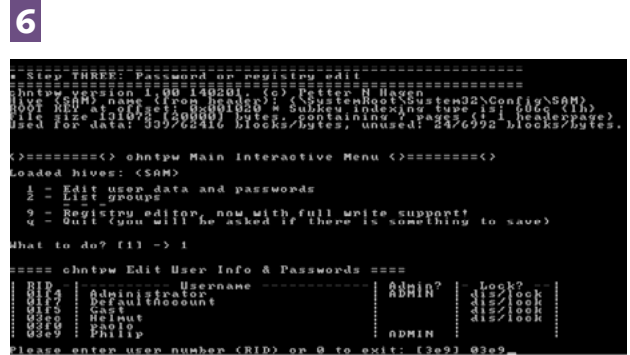 6
* Step THREE: Password or registry edit
chntpw version 1.00 140201, (c) Petter N Hagen
Hive <SAM> name (from header): <\SystemRoot\System32\Config\SAM>
ROOT KEY at offset: 0x001020 * Subkey indexing type is: 686c <lh>
File size 131072 [20000] bytes, containing 7 pages (+ 1 headerpage)
Used for data: 339/62416 blocks/bytes, unused: 24/6992 blocks/bytes.
<>========<> chntpw Main Interactive Menu <>========<>
Loaded hives: <SAM>
1 - Edit user data and passwords
2 - List groups
- - -
9 - Registry editor, now with full write support!
q - Quit (you will be asked if there is something to save)
What to do? [1] -> 1
===== chntpw Edit User Info & Passwords ====
| RID -|---------- Username ------------| Admin? |- Lock? --|
| 01f4 | Administrator | ADMIN | dis/lock |
| 01f7 | DefaultAccount | | dis/lock |
| 01f5 | Gast | | dis/lock |
| 03ec | Helmut | | dis/lock |
| 03f0 | paolo | | |
| 03e9 | Philip | ADMIN | |
Please enter user number (RID) or 0 to exit: [3e9] 03e9_